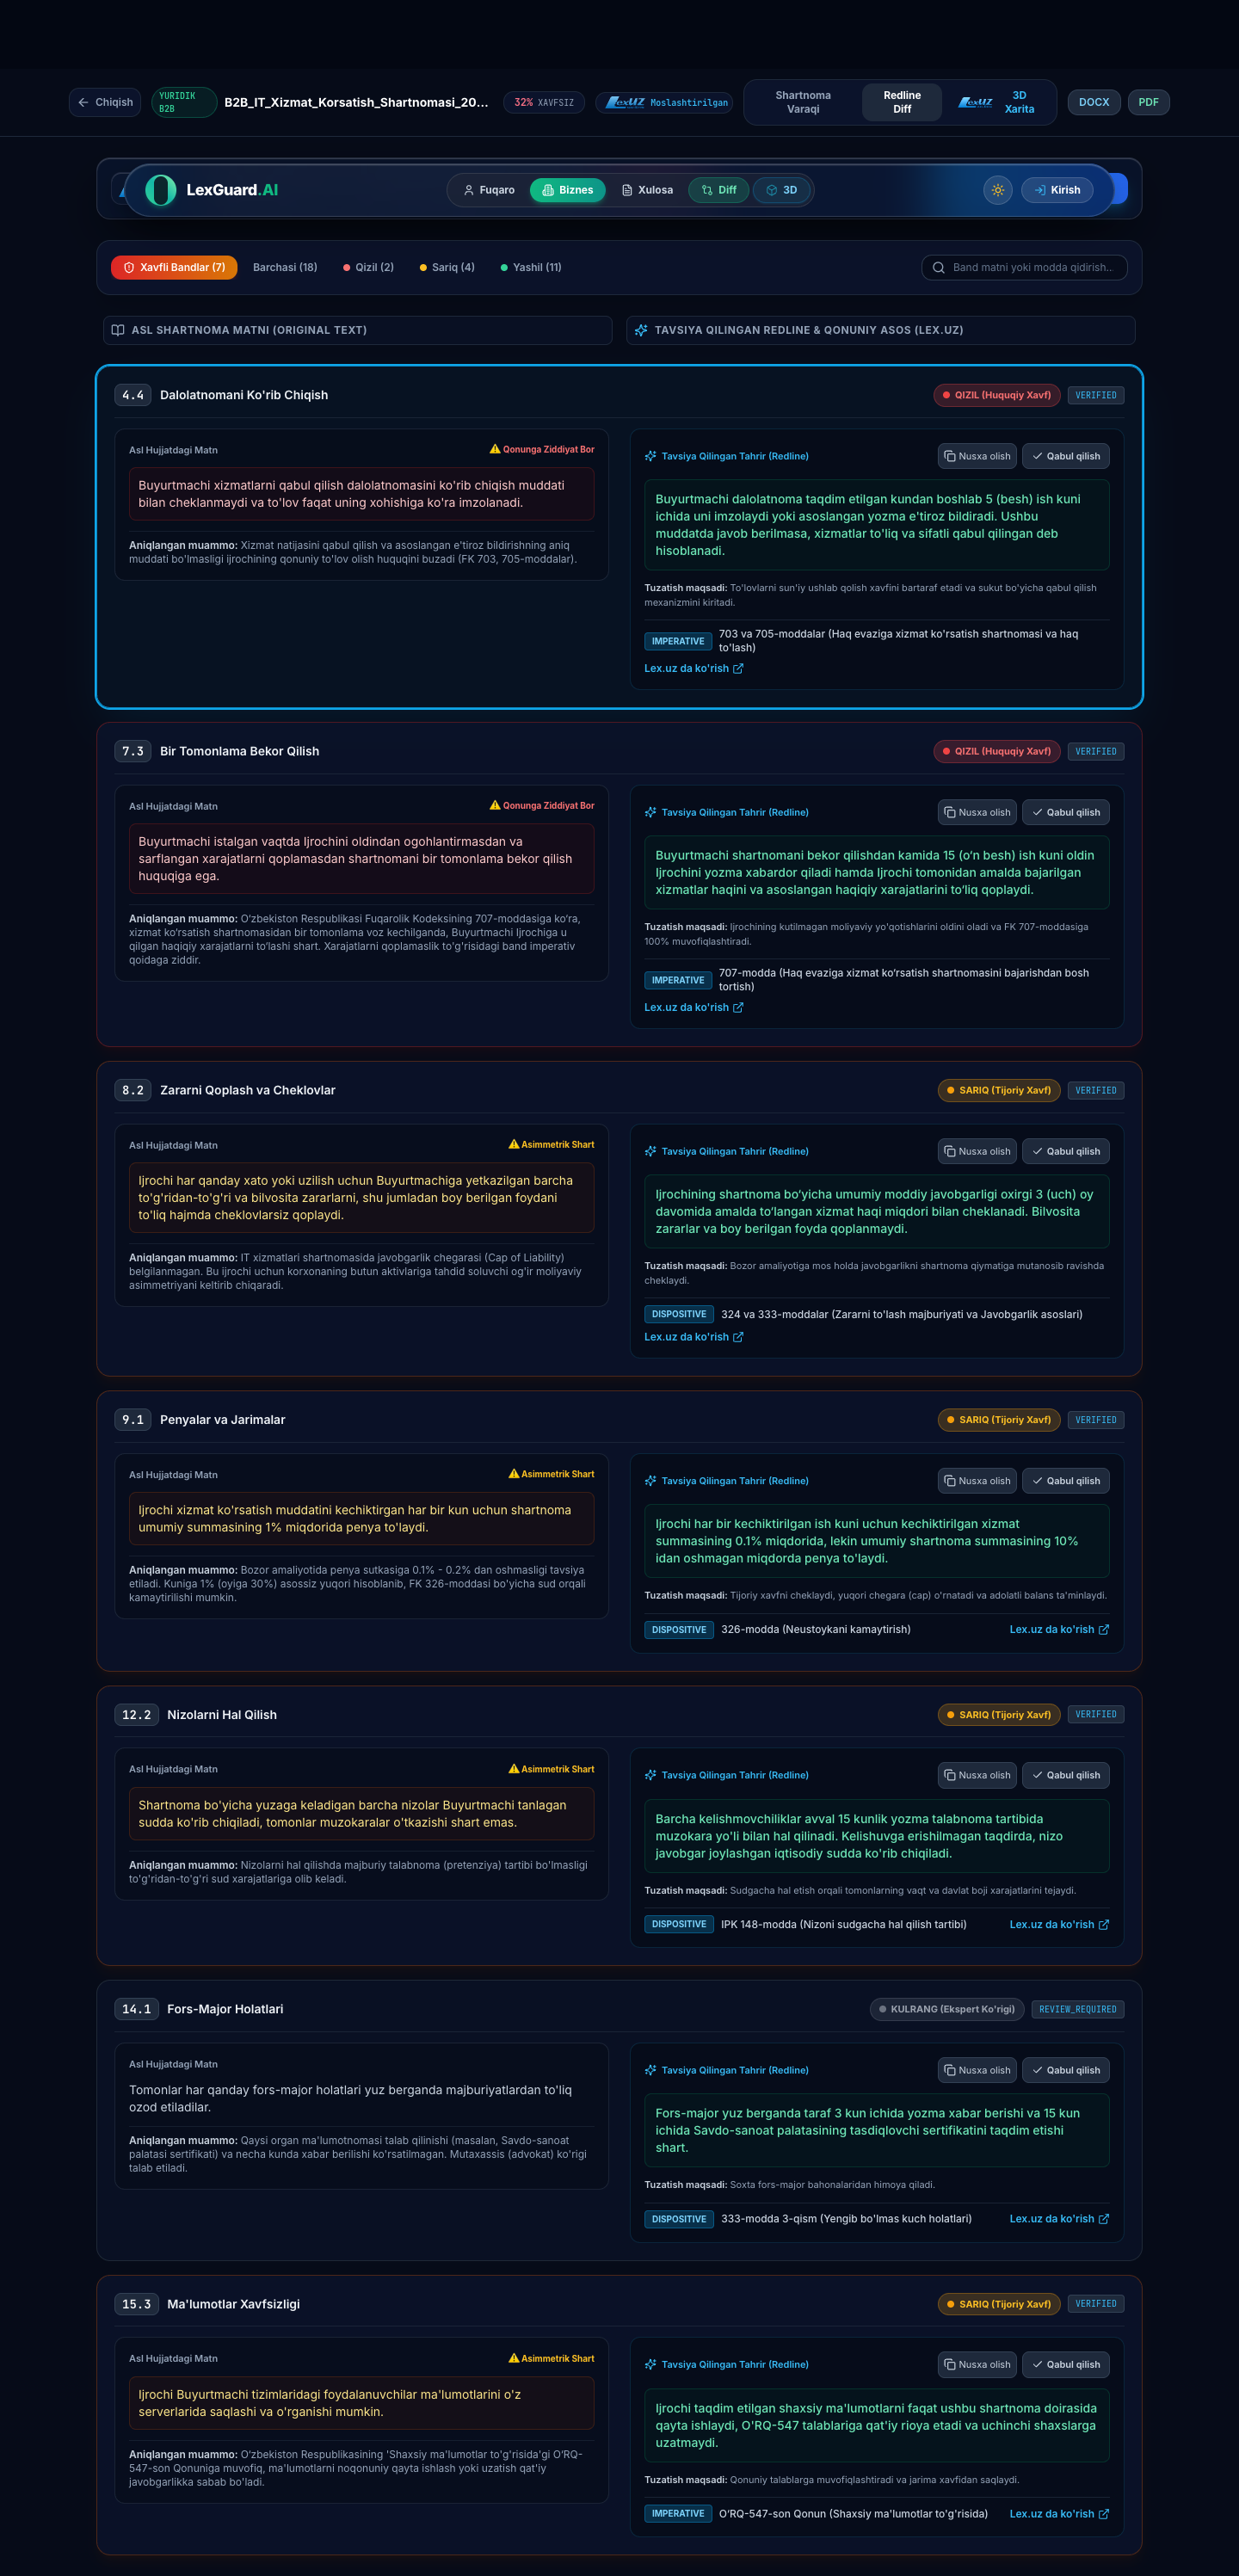 Chiqish
YURIDIK
B2B
B2B_IT_Xizmat_Korsatish_Shartnomasi_20...
32% XAVFSIZ
LexUZ Moslashtirilgan
Shartnoma
Varaqi
Redline
Diff
LexUZ
3D
Xarita
DOCX
PDF
LexGuard.AI
Fuqaro
Biznes
Xulosa
Diff
3D
Kirish
Xavfli Bandlar (7)
Barchasi (18)
Qizil (2)
Sariq (4)
Yashil (11)
Band matni yoki modda qidirish...
ASL SHARTNOMA MATNI (ORIGINAL TEXT)
TAVSIYA QILINGAN REDLINE & QONUNIY ASOS (LEX.UZ)
4.4 Dalolatnomani Ko'rib Chiqish
QIZIL (Huquqiy Xavf)
VERIFIED
Asl Hujjatdagi Matn
Qonunga Ziddiyat Bor
Buyurtmachi xizmatlarni qabul qilish dalolatnomasini ko'rib chiqish muddati
bilan cheklanmaydi va to'lov faqat uning xohishiga ko'ra imzolanadi.
Aniqlangan muammo: Xizmat natijasini qabul qilish va asoslangan e'tiroz bildirishning aniq
muddati bo'lmasligi ijrochining qonuniy to'lov olish huquqini buzadi (FK 703, 705-moddalar).
Tavsiya Qilingan Tahrir (Redline)
Nusxa olish
Qabul qilish
Buyurtmachi dalolatnoma taqdim etilgan kundan boshlab 5 (besh) ish kuni
ichida uni imzolaydi yoki asoslangan yozma e'tiroz bildiradi. Ushbu
muddatda javob berilmasa, xizmatlar to'liq va sifatli qabul qilingan deb
hisoblanadi.
Tuzatish maqsadi: To'lovlarni sun'iy ushlab qolish xavfini bartaraf etadi va sukut bo'yicha qabul qilish
mexanizmini kiritadi.
IMPERATIVE
703 va 705-moddalar (Haq evaziga xizmat ko'rsatish shartnomasi va haq
to'lash)
Lex.uz da ko'rish
7.3 Bir Tomonlama Bekor Qilish
QIZIL (Huquqiy Xavf)
VERIFIED
Asl Hujjatdagi Matn
Qonunga Ziddiyat Bor
Buyurtmachi istalgan vaqtda Ijrochini oldindan ogohlantirmasdan va
sarflangan xarajatlarni qoplamasdan shartnomani bir tomonlama bekor qilish
huquqiga ega.
Aniqlangan muammo: O'zbekiston Respublikasi Fuqarolik Kodeksining 707-moddasiga ko'ra,
xizmat ko'rsatish shartnomasidan bir tomonlama voz kechilganda, Buyurtmachi Ijrochiga u
qilgan haqiqiy xarajatlarni to'lashi shart. Xarajatlarni qoplamaslik to'g'risidagi band imperativ
qoidaga ziddir.
Tavsiya Qilingan Tahrir (Redline)
Nusxa olish
Qabul qilish
Buyurtmachi shartnomani bekor qilishdan kamida 15 (o'n besh) ish kuni oldin
Ijrochini yozma xabardor qiladi hamda Ijrochi tomonidan amalda bajarilgan
xizmatlar haqini va asoslangan haqiqiy xarajatlarini to'liq qoplaydi.
Tuzatish maqsadi: Ijrochining kutilmagan moliyaviy yo'qotishlarini oldini oladi va FK 707-moddasiga
100% muvofiqlashtiradi.
IMPERATIVE
707-modda (Haq evaziga xizmat ko'rsatish shartnomasini bajarishdan bosh
tortish)
Lex.uz da ko'rish
8.2 Zararni Qoplash va Cheklovlar
SARIQ (Tijoriy Xavf)
VERIFIED
Asl Hujjatdagi Matn
Asimmetrik Shart
Ijrochi har qanday xato yoki uzilish uchun Buyurtmachiga yetkazilgan barcha
to'g'ridan-to'g'ri va bilvosita zararlarni, shu jumladan boy berilgan foydani
to'liq hajmda cheklovlarsiz qoplaydi.
Aniqlangan muammo: IT xizmatlari shartnomasida javobgarlik chegarasi (Cap of Liability)
belgilanmagan. Bu ijrochi uchun korxonaning butun aktivlariga tahdid soluvchi og'ir moliyaviy
asimmetriyani keltirib chiqaradi.
Tavsiya Qilingan Tahrir (Redline)
Nusxa olish
Qabul qilish
Ijrochining shartnoma bo'yicha umumiy moddiy javobgarligi oxirgi 3 (uch) oy
davomida amalda to'langan xizmat haqi miqdori bilan cheklanadi. Bilvosita
zararlar va boy berilgan foyda qoplanmaydi.
Tuzatish maqsadi: Bozor amaliyotiga mos holda javobgarlikni shartnoma qiymatiga mutanosib ravishda
cheklaydi.
DISPOSITIVE
324 va 333-moddalar (Zararni to'lash majburiyati va Javobgarlik asoslari)
Lex.uz da ko'rish
9.1 Penyalar va Jarimalar
SARIQ (Tijoriy Xavf)
VERIFIED
Asl Hujjatdagi Matn
Asimmetrik Shart
Ijrochi xizmat ko'rsatish muddatini kechiktirgan har bir kun uchun shartnoma
umumiy summasining 1% miqdorida penya to'laydi.
Aniqlangan muammo: Bozor amaliyotida penya sutkasiga 0.1% - 0.2% dan oshmasligi tavsiya
etiladi. Kuniga 1% (oyiga 30%) asossiz yuqori hisoblanib, FK 326-moddasi bo'yicha sud orqali
kamaytirilishi mumkin.
Tavsiya Qilingan Tahrir (Redline)
Nusxa olish
Qabul qilish
Ijrochi har bir kechiktirilgan ish kuni uchun kechiktirilgan xizmat
summasining 0.1% miqdorida, lekin umumiy shartnoma summasining 10%
idan oshmagan miqdorda penya to'laydi.
Tuzatish maqsadi: Tijoriy xavfni cheklaydi, yuqori chegara (cap) o'rnatadi va adolatli balans ta'minlaydi.
DISPOSITIVE
326-modda (Neustoykani kamaytirish)
Lex.uz da ko'rish
12.2 Nizolarni Hal Qilish
SARIQ (Tijoriy Xavf)
VERIFIED
Asl Hujjatdagi Matn
Asimmetrik Shart
Shartnoma bo'yicha yuzaga keladigan barcha nizolar Buyurtmachi tanlagan
sudda ko'rib chiqiladi, tomonlar muzokaralar o'tkazishi shart emas.
Aniqlangan muammo: Nizolarni hal qilishda majburiy talabnoma (pretenziya) tartibi bo'lmasligi
to'g'ridan-to'g'ri sud xarajatlariga olib keladi.
Tavsiya Qilingan Tahrir (Redline)
Nusxa olish
Qabul qilish
Barcha kelishmovchiliklar avval 15 kunlik yozma talabnoma tartibida
muzokara yo'li bilan hal qilinadi. Kelishuvga erishilmagan taqdirda, nizo
javobgar joylashgan iqtisodiy sudda ko'rib chiqiladi.
Tuzatish maqsadi: Sudgacha hal etish orqali tomonlarning vaqt va davlat boji xarajatlarini tejaydi.
DISPOSITIVE
IPK 148-modda (Nizoni sudgacha hal qilish tartibi)
Lex.uz da ko'rish
14.1 Fors-Major Holatlari
KULRANG (Ekspert Ko'rigi)
REVIEW_REQUIRED
Asl Hujjatdagi Matn
Tomonlar har qanday fors-major holatlari yuz berganda majburiyatlardan to'liq
ozod etiladilar.
Aniqlangan muammo: Qaysi organ ma'lumotnomasi talab qilinishi (masalan, Savdo-sanoat
palatasi sertifikati) va necha kunda xabar berilishi ko'rsatilmagan. Mutaxassis (advokat) ko'rigi
talab etiladi.
Tavsiya Qilingan Tahrir (Redline)
Nusxa olish
Qabul qilish
Fors-major yuz berganda taraf 3 kun ichida yozma xabar berishi va 15 kun
ichida Savdo-sanoat palatasining tasdiqlovchi sertifikatini taqdim etishi
shart.
Tuzatish maqsadi: Soxta fors-major bahonalaridan himoya qiladi.
DISPOSITIVE
333-modda 3-qism (Yengib bo'lmas kuch holatlari)
Lex.uz da ko'rish
15.3 Ma'lumotlar Xavfsizligi
SARIQ (Tijoriy Xavf)
VERIFIED
Asl Hujjatdagi Matn
Asimmetrik Shart
Ijrochi Buyurtmachi tizimlaridagi foydalanuvchilar ma'lumotlarini o'z
serverlarida saqlashi va o'rganishi mumkin.
Aniqlangan muammo: O'zbekiston Respublikasining 'Shaxsiy ma'lumotlar to'g'risida'gi O'RQ-
547-son Qonuniga muvofiq, ma'lumotlarni noqonuniy qayta ishlash yoki uzatish qat'iy
javobgarlikka sabab bo'ladi.
Tavsiya Qilingan Tahrir (Redline)
Nusxa olish
Qabul qilish
Ijrochi taqdim etilgan shaxsiy ma'lumotlarni faqat ushbu shartnoma doirasida
qayta ishlaydi, O'RQ-547 talablariga qat'iy rioya etadi va uchinchi shaxslarga
uzatmaydi.
Tuzatish maqsadi: Qonuniy talablarga muvofiqlashtiradi va jarima xavfidan saqlaydi.
IMPERATIVE
O'RQ-547-son Qonun (Shaxsiy ma'lumotlar to'g'risida)
Lex.uz da ko'rish